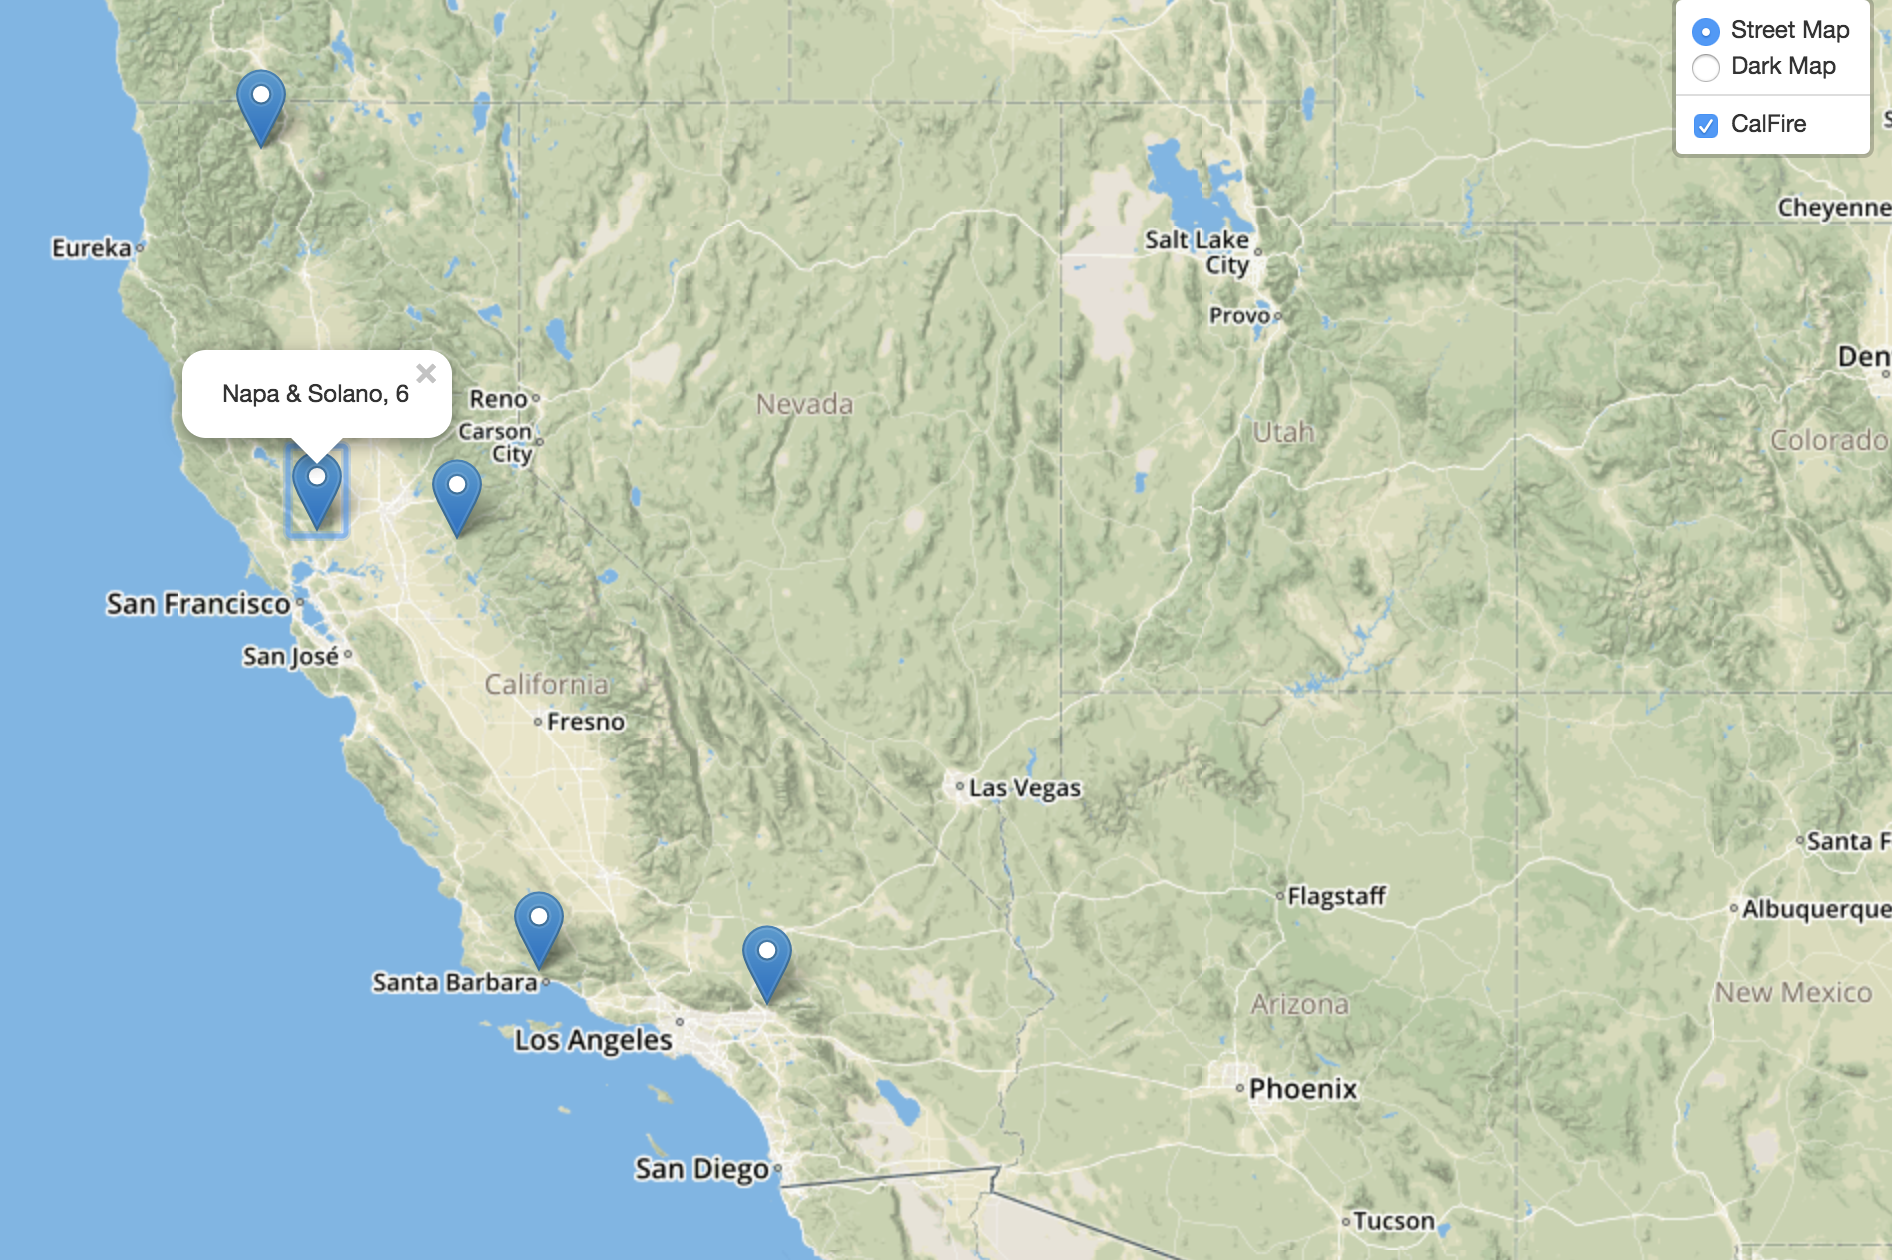 Street Map
Dark Map
CalFire
Cheyenne
Eureka
Salt Lake
City
Provo
Den
Napa & Solano, 6
×
Reno
Carson
City
Nevada
Utah
Colorado
San Francisco
San José
California
Fresno
Las Vegas
Santa F
Flagstaff
Albuquerque
Santa Barbara
Los Angeles
Arizona
New Mexico
Phoenix
San Diego
Tucson